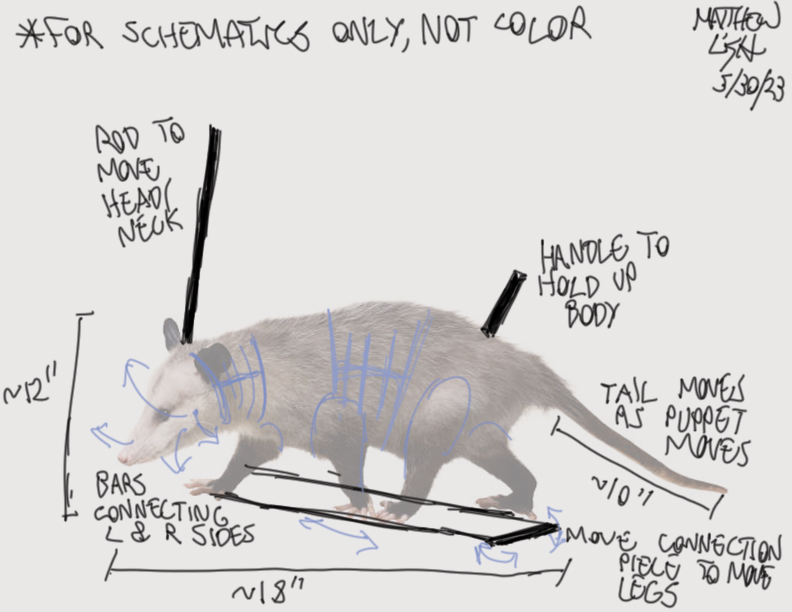 *FOR SCHEMATICS ONLY, NOT COLOR
MATTHEW
5/30/23
ROD TO
MOVE
HEAD/
NECK
HANDLE TO
HOLD UP
BODY
~12"
TAIL MOVES
AS PUPPET
MOVES
~10"
BARS
CONNECTING
L & R SIDES
MOVE CONNECTION
PIECE TO MOVE
LEGS
~18"